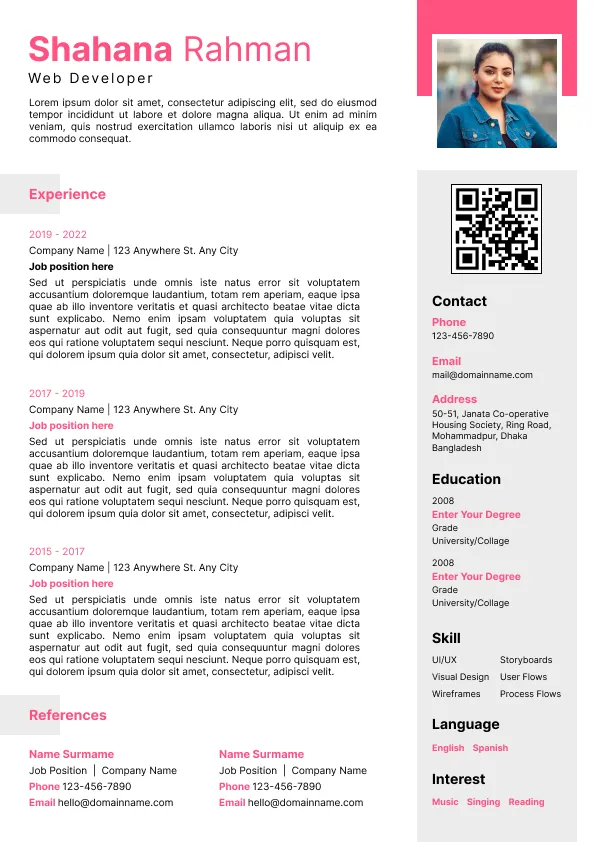 Shahana Rahman
Web Developer
Lorem ipsum dolor sit amet, consectetur adipiscing elit, sed do eiusmod
tempor incididunt ut labore et dolore magna aliqua. Ut enim ad minim
veniam, quis nostrud exercitation ullamco laboris nisi ut aliquip ex ea
commodo consequat.
Experience
2019 - 2022
Company Name | 123 Anywhere St. Any City
Job position here
Sed ut perspiciatis unde omnis iste natus error sit voluptatem
accusantium doloremque laudantium, totam rem aperiam, eaque ipsa
quae ab illo inventore veritatis et quasi architecto beatae vitae dicta
sunt explicabo. Nemo enim ipsam voluptatem quia voluptas sit
aspernatur aut odit aut fugit, sed quia consequuntur magni dolores
eos qui ratione voluptatem sequi nesciunt. Neque porro quisquam est,
qui dolorem ipsum quia dolor sit amet, consectetur, adipisci velit.
2017 - 2019
Company Name | 123 Anywhere St. Any City
Job position here
Sed ut perspiciatis unde omnis iste natus error sit voluptatem
accusantium doloremque laudantium, totam rem aperiam, eaque ipsa
quae ab illo inventore veritatis et quasi architecto beatae vitae dicta
sunt explicabo. Nemo enim ipsam voluptatem quia voluptas sit
aspernatur aut odit aut fugit, sed quia consequuntur magni dolores
eos qui ratione voluptatem sequi nesciunt. Neque porro quisquam est,
qui dolorem ipsum quia dolor sit amet, consectetur, adipisci velit.
2015 - 2017
Company Name | 123 Anywhere St. Any City
Job position here
Sed ut perspiciatis unde omnis iste natus error sit voluptatem
accusantium doloremque laudantium, totam rem aperiam, eaque ipsa
quae ab illo inventore veritatis et quasi architecto beatae vitae dicta
sunt explicabo. Nemo enim ipsam voluptatem quia voluptas sit
aspernatur aut odit aut fugit, sed quia consequuntur magni dolores
eos qui ratione voluptatem sequi nesciunt. Neque porro quisquam est,
qui dolorem ipsum quia dolor sit amet, consectetur, adipisci velit.
References
Name Surmame
Job Position | Company Name
Phone 123-456-7890
Email hello@domainname.com
Name Surmame
Job Position | Company Name
Phone 123-456-7890
Email hello@domainname.com
Contact
Phone
123-456-7890
Email
mail@domainname.com
Address
50-51, Janata Co-operative
Housing Society, Ring Road,
Mohammadpur, Dhaka
Bangladesh
Education
2008
Enter Your Degree
Grade
University/Collage
2008
Enter Your Degree
Grade
University/Collage
Skill
UI/UX Storyboards
Visual Design User Flows
Wireframes Process Flows
Language
English Spanish
Interest
Music Singing Reading